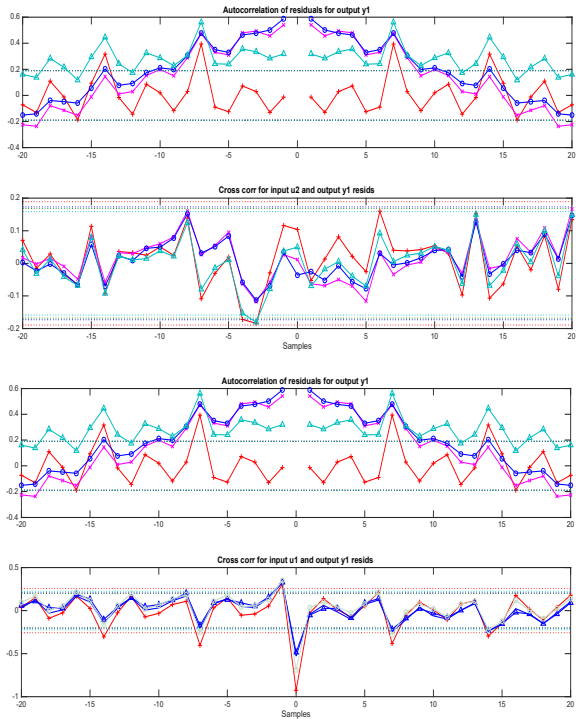 Autocorrelation of residuals for output y1
0.6
0.4
0.2
0
-0.2
-0.4
-20 -15 -10 -5 0 5 10 15 20
Cross corr for input u2 and output y1 resids
0.2
0.1
0
-0.1
-0.2
-20 -15 -10 -5 0 5 10 15 20
Samples
Autocorrelation of residuals for output y1
0.6
0.4
0.2
0
-0.2
-0.4
-20 -15 -10 -5 0 5 10 15 20
Cross corr for input u1 and output y1 resids
0.5
0
-0.5
-1
-20 -15 -10 -5 0 5 10 15 20
Samples